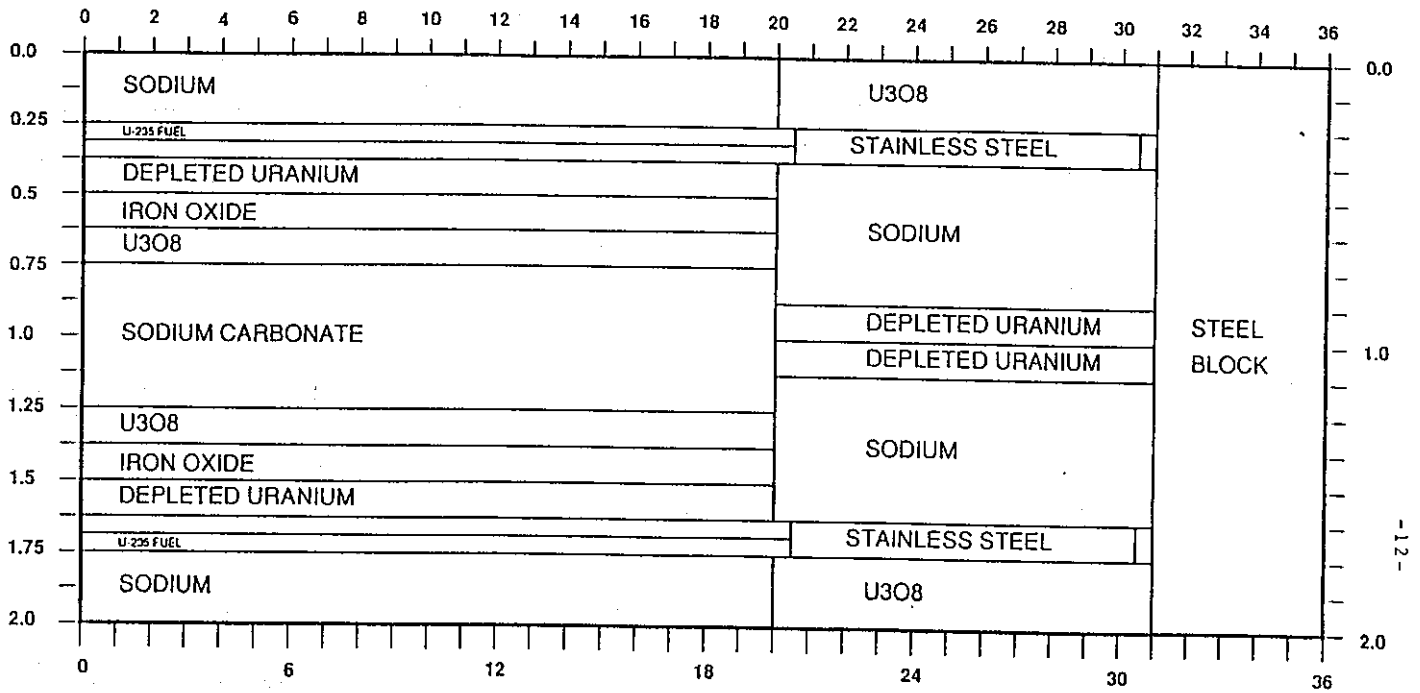 0 2 4 6 8 10 12 14 16 18 20 22 24 26 28 30 32 34 36
0.0
0.0
SODIUM
U3O8
0.25
U-235 FUEL
STAINLESS STEEL
DEPLETED URANIUM
0.5
IRON OXIDE
SODIUM
U3O8
0.75
DEPLETED URANIUM
STEEL
1.0
SODIUM CARBONATE
1.0
DEPLETED URANIUM
BLOCK
1.25
U3O8
SODIUM
IRON OXIDE
1.5
DEPLETED URANIUM
STAINLESS STEEL
1.75
U-235 FUEL
SODIUM
U3O8
2.0
2.0
0 6 12 18 24 30 36
-12-